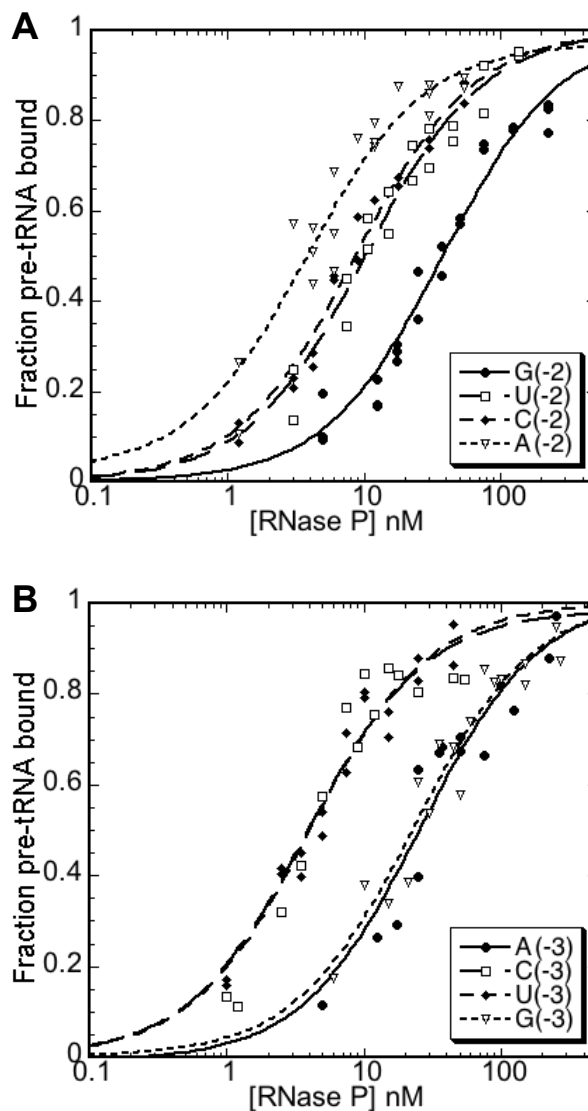 A
Fraction pre-tRNA bound
1
0.8
0.6
0.4
0.2
0
0.1
1
10
100
[RNase P] nM
G(-2)
U(-2)
C(-2)
A(-2)
B
Fraction pre-tRNA bound
1
0.8
0.6
0.4
0.2
0
0.1
1
10
100
[RNase P] nM
A(-3)
C(-3)
U(-3)
G(-3)